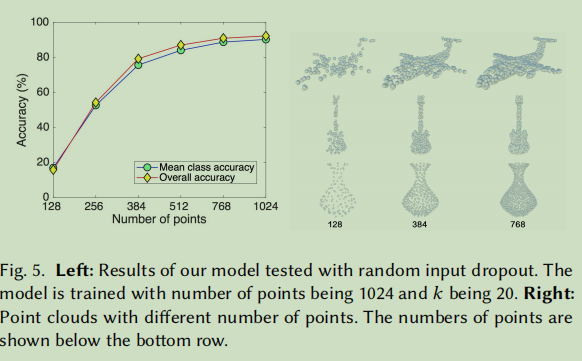 100
80
60
40
20
0
Accuracy (%)
128 256 384 512 768 1024
Number of points
Mean class accuracy
Overall accuracy
128 384 768
Fig. 5. Left: Results of our model tested with random input dropout. The
model is trained with number of points being 1024 and k being 20. Right:
Point clouds with different number of points. The numbers of points are
shown below the bottom row.